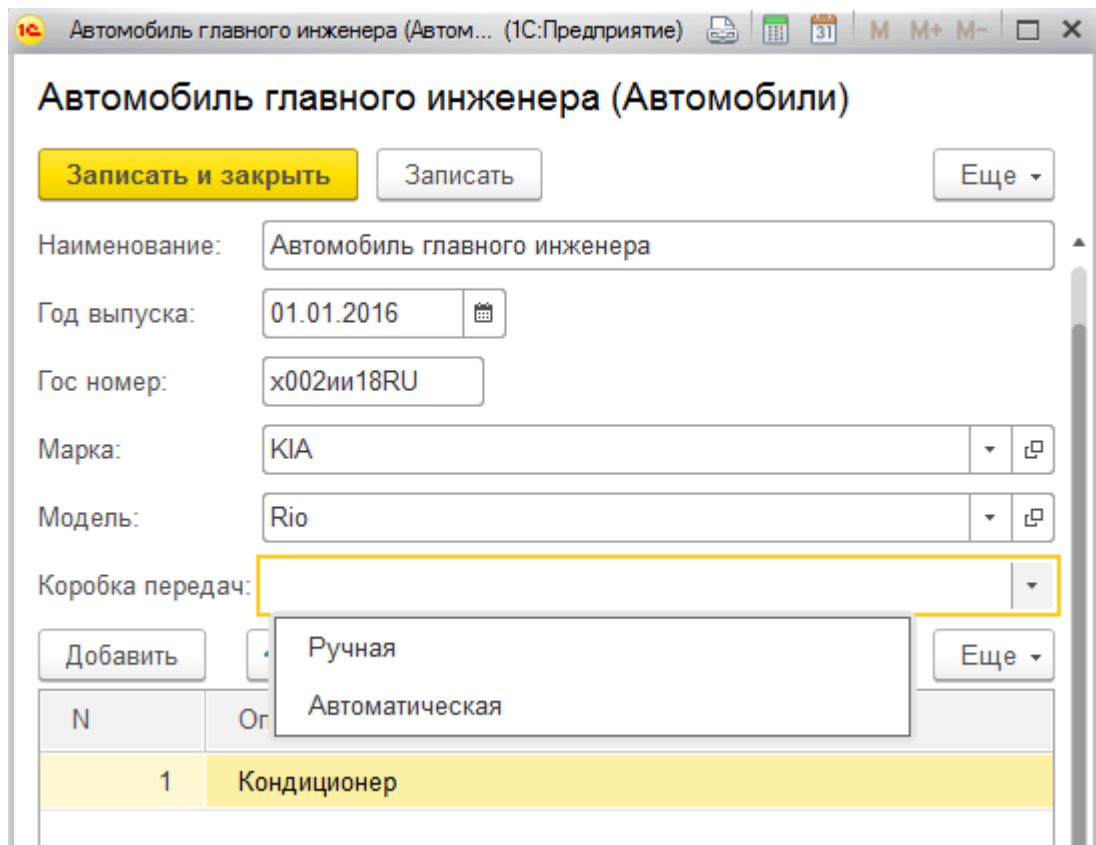 1С Автомобиль главного инженера (Автом... (1С:Предприятие) 31 M M+ M-
Автомобиль главного инженера (Автомобили)
Записать и закрыть Записать Еще
Наименование: Автомобиль главного инженера
Год выпуска: 01.01.2016
Гос номер: х002ии18RU
Марка: KIA
Модель: Rio
Коробка передач:
Ручная
Добавить Еще
Автоматическая
N Оп
1 Кондиционер